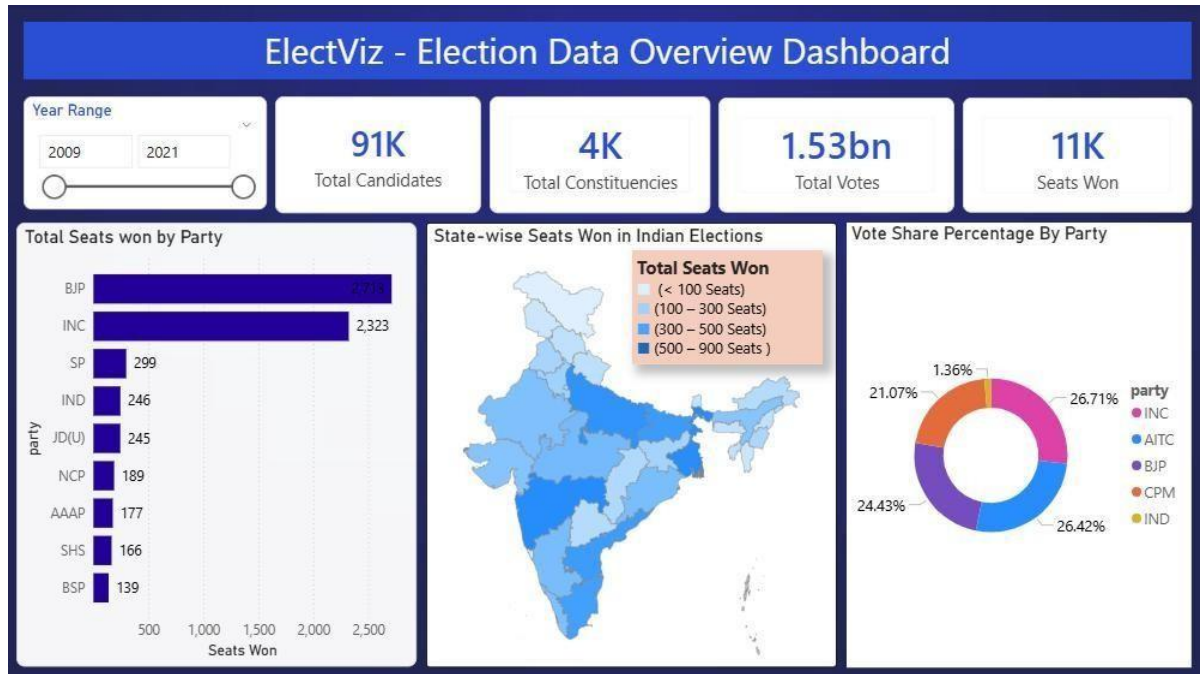 ElectViz - Election Data Overview Dashboard
Year Range
2009 2021
91K
Total Candidates
4K
Total Constituencies
1.53bn
Total Votes
11K
Seats Won
Total Seats won by Party
party
BJP
INC 2,323
SP 299
IND 246
JD(U) 245
NCP 189
AAAP 177
SHS 166
BSP 139
500 1,000 1,500 2,000 2,500
Seats Won
State-wise Seats Won in Indian Elections
Total Seats Won
(< 100 Seats)
(100 – 300 Seats)
(300 – 500 Seats)
(500 – 900 Seats )
Vote Share Percentage By Party
1.36%
26.71%
21.07%
24.43%
26.42%
party
INC
AITC
BJP
CPM
IND